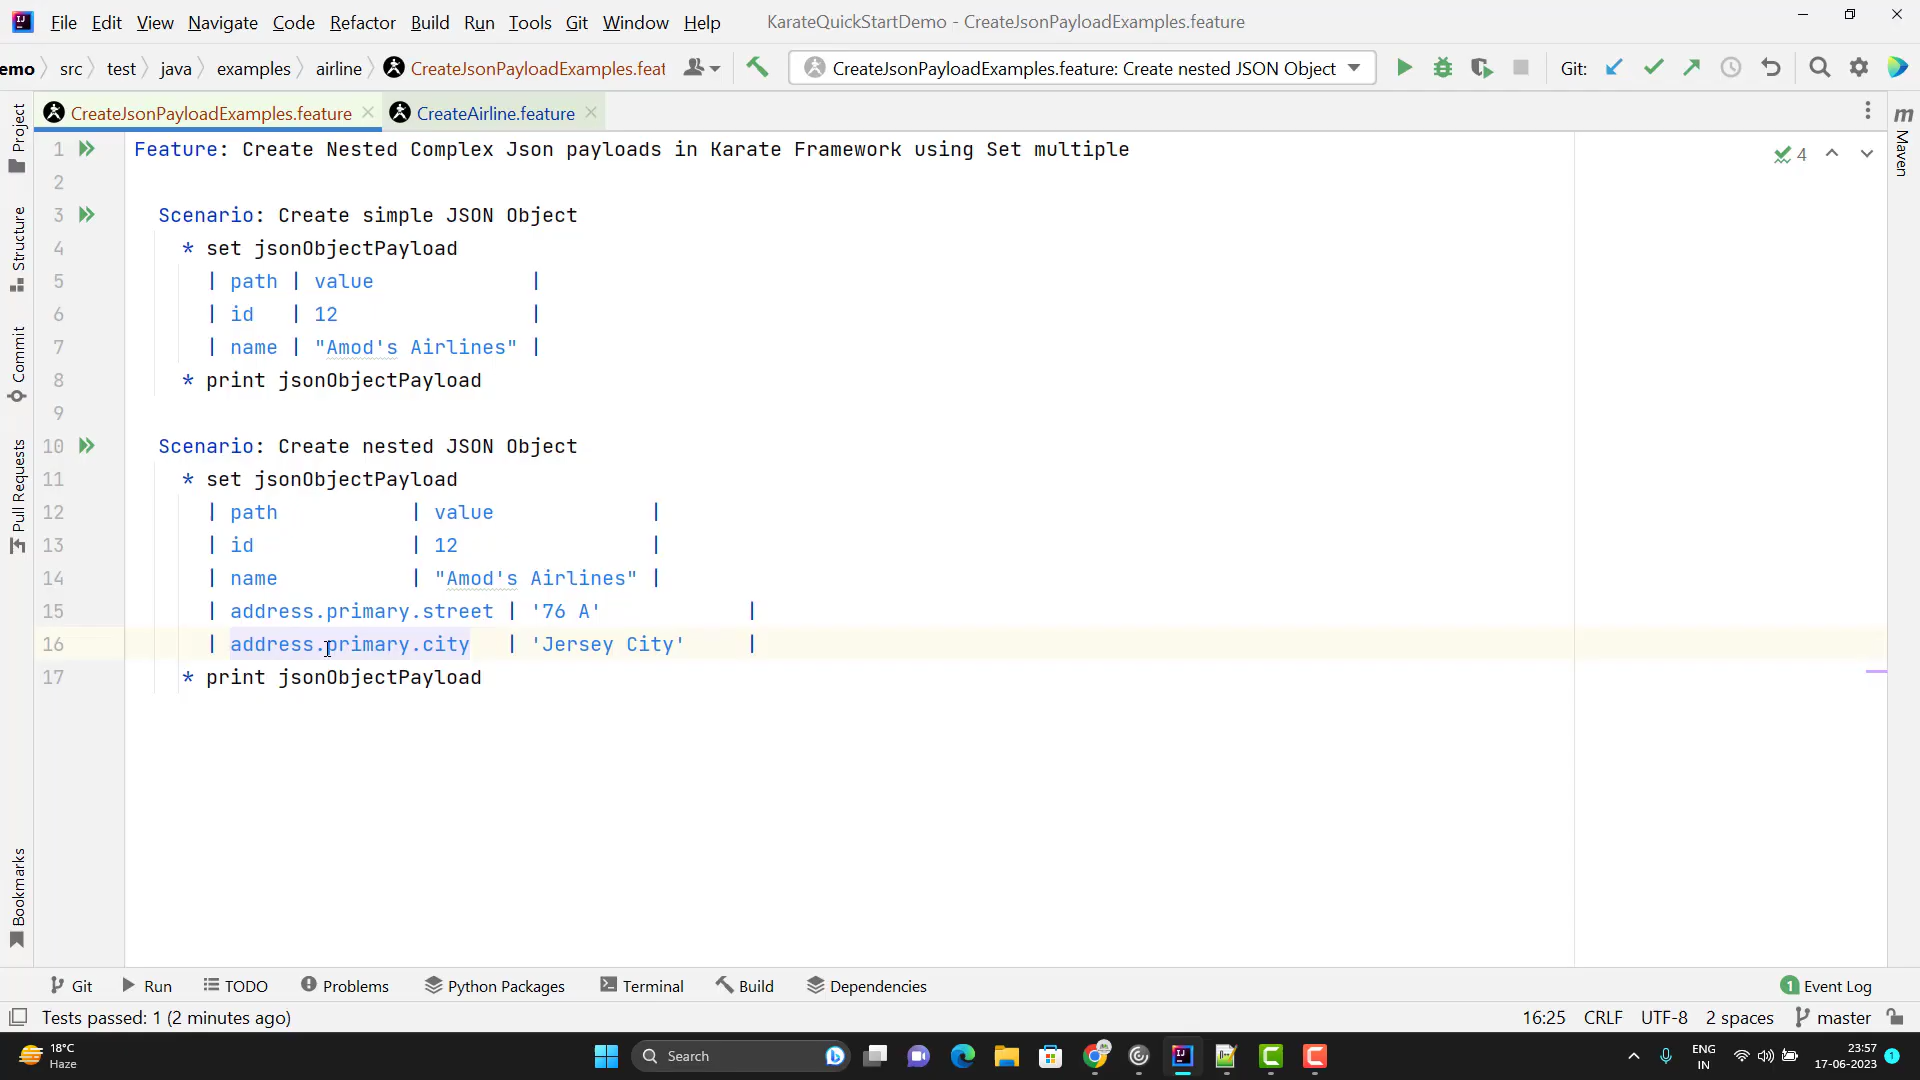 File Edit View Navigate Code Refactor Build Run Tools Git Window Help KarateQuickStartDemo - CreateJsonPayloadExamples.feature
emo src test java examples airline CreateJsonPayloadExamples.feat CreateJsonPayloadExamples.feature: Create nested JSON Object Git:
CreateJsonPayloadExamples.feature CreateAirline.feature
Project
Structure
Commit
Pull Requests
Bookmarks
m Maven
4
1 Feature: Create Nested Complex Json payloads in Karate Framework using Set multiple
2
3 Scenario: Create simple JSON Object
4 * set jsonObjectPayload
5 | path | value |
6 | id | 12 |
7 | name | "Amod's Airlines" |
8 * print jsonObjectPayload
9
10 Scenario: Create nested JSON Object
11 * set jsonObjectPayload
12 | path | value |
13 | id | 12 |
14 | name | "Amod's Airlines" |
15 | address.primary.street | '76 A' |
16 | address.primary.city | 'Jersey City' |
17 * print jsonObjectPayload
Git Run TODO Problems Python Packages Terminal Build Dependencies 1 Event Log
Tests passed: 1 (2 minutes ago) 16:25 CRLF UTF-8 2 spaces master
18°C
Haze
Search
ENG
IN
23:57
17-06-2023
1